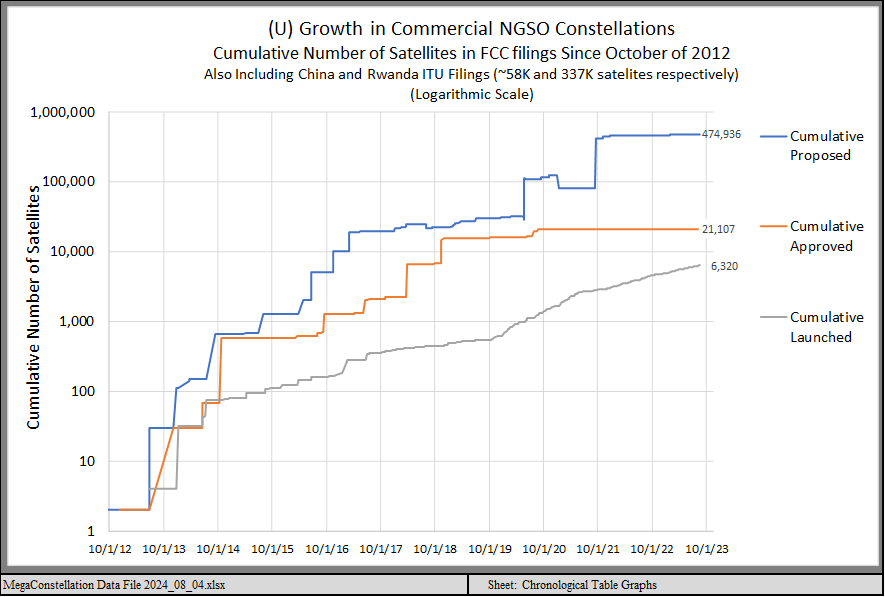 (U) Growth in Commercial NGSO Constellations
Cumulative Number of Satellites in FCC filings Since October of 2012
Also Including China and Rwanda ITU Filings (~58K and 337K satelites respectively)
(Logarithmic Scale)
Cumulative Number of Satellites
1,000,000
100,000
10,000
1,000
100
10
1
474,936
21,107
6,320
Cumulative
Proposed
Cumulative
Approved
Cumulative
Launched
10/1/12 10/1/13 10/1/14 10/1/15 10/1/16 10/1/17 10/1/18 10/1/19 10/1/20 10/1/21 10/1/22 10/1/23
MegaConstellation Data File 2024_08_04.xlsx
Sheet: Chronological Table Graphs